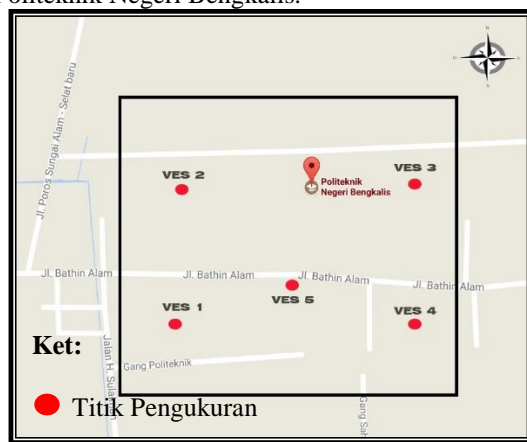 Politeknik Negeri Bengkalis.
Jl. Poros Sungai Alam - Selat baru
VES 2
VES 3
Politeknik
Negeri Bengkalis
Jl. Bathin Alam
Jl. Bathin Alam
Jl. Bathin Alam
Jl. Bathin Alam
VES 5
VES 1
VES 4
Ket:
Jalan H. Sula
Gang Politeknik
Gang Sah
Titik Pengukuran